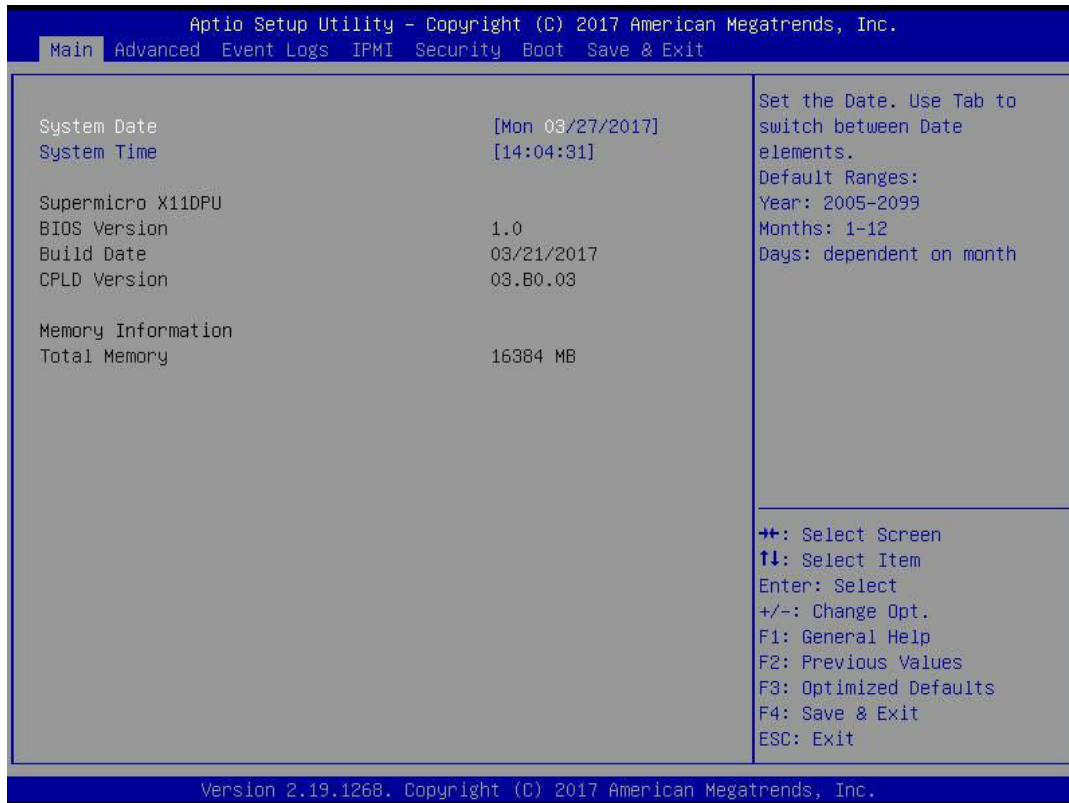 Aptio Setup Utility – Copyright (C) 2017 American Megatrends, Inc.
Main Advanced Event Logs IPMI Security Boot Save & Exit
System Date [Mon 03/27/2017]
System Time [14:04:31]
Supermicro X11DPU
BIOS Version 1.0
Build Date 03/21/2017
CPLD Version 03.B0.03
Memory Information
Total Memory 16384 MB
Set the Date. Use Tab to
switch between Date
elements.
Default Ranges:
Year: 2005-2099
Months: 1-12
Days: dependent on month
→←: Select Screen
↑↓: Select Item
Enter: Select
+/-: Change Opt.
F1: General Help
F2: Previous Values
F3: Optimized Defaults
F4: Save & Exit
ESC: Exit
Version 2.19.1268. Copyright (C) 2017 American Megatrends, Inc.